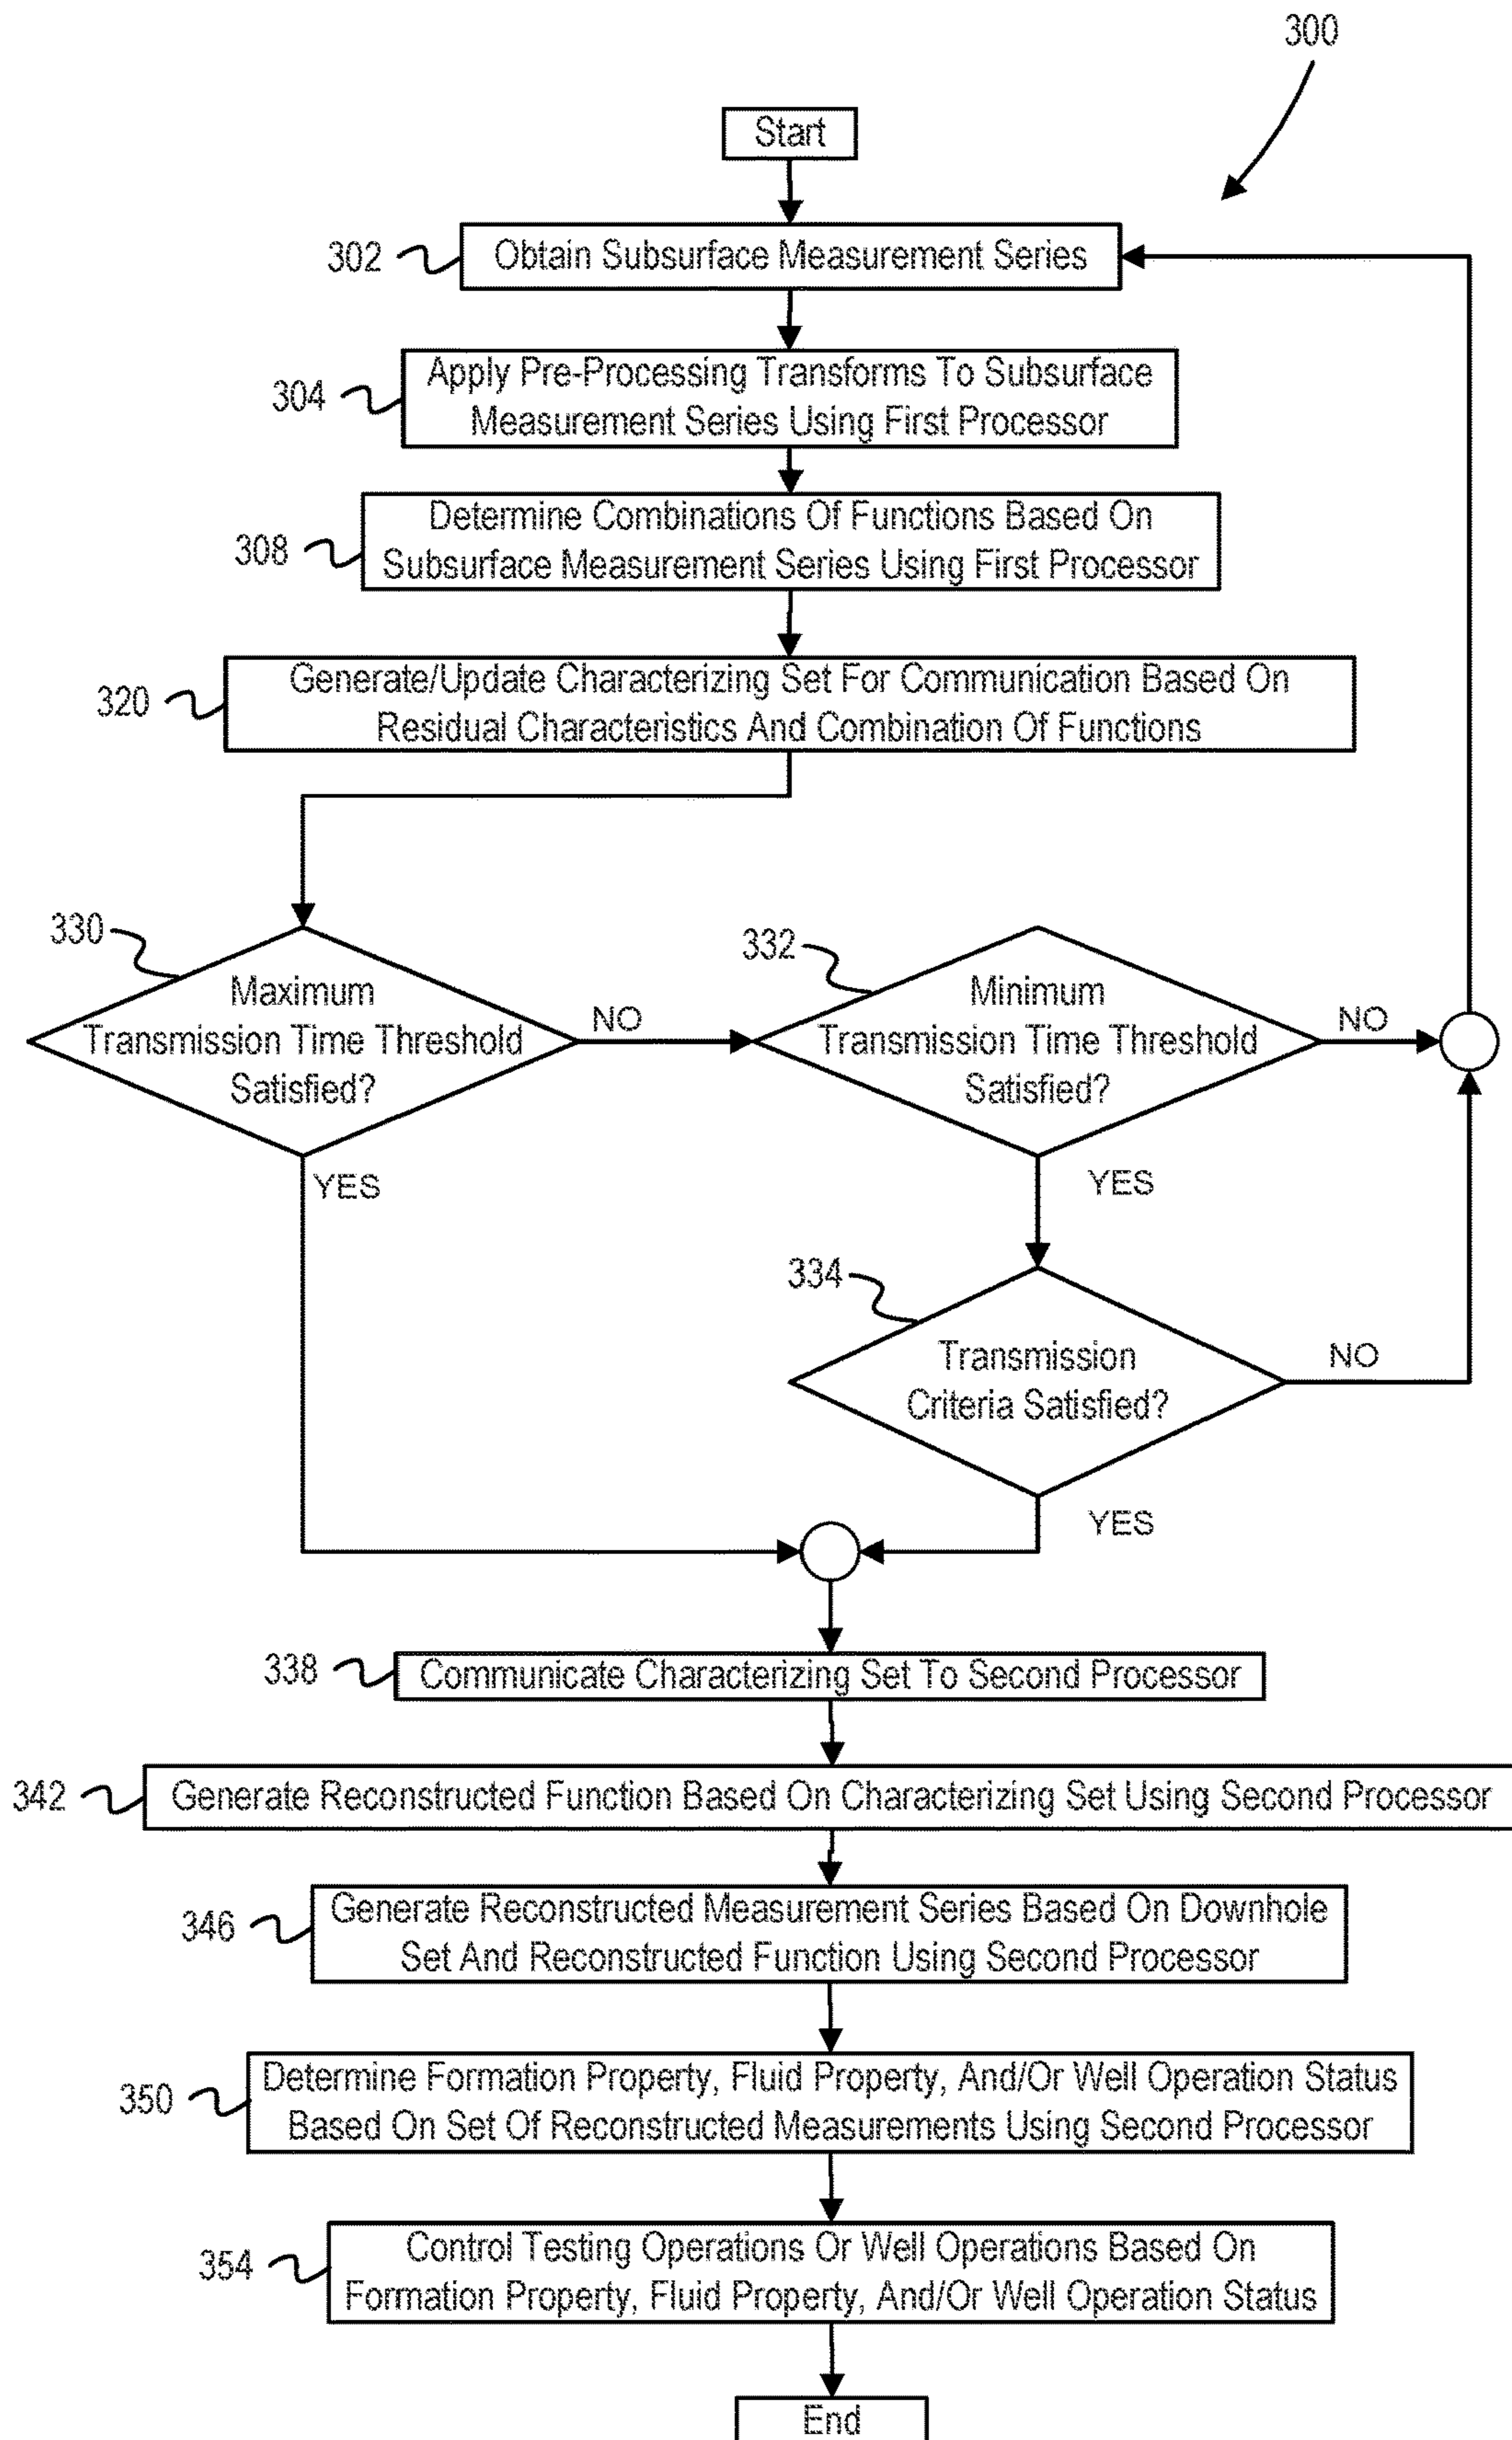 300
Start
302
Obtain Subsurface Measurement Series
304
Apply Pre-Processing Transforms To Subsurface
Measurement Series Using First Processor
308
Determine Combinations Of Functions Based On
Subsurface Measurement Series Using First Processor
320
Generate/Update Characterizing Set For Communication Based On
Residual Characteristics And Combination Of Functions
330
Maximum
Transmission Time Threshold
Satisfied?
NO
YES
332
Minimum
Transmission Time Threshold
Satisfied?
NO
YES
334
Transmission
Criteria Satisfied?
NO
YES
338
Communicate Characterizing Set To Second Processor
342
Generate Reconstructed Function Based On Characterizing Set Using Second Processor
346
Generate Reconstructed Measurement Series Based On Downhole
Set And Reconstructed Function Using Second Processor
350
Determine Formation Property, Fluid Property, And/Or Well Operation Status
Based On Set Of Reconstructed Measurements Using Second Processor
354
Control Testing Operations Or Well Operations Based On
Formation Property, Fluid Property, And/Or Well Operation Status
End